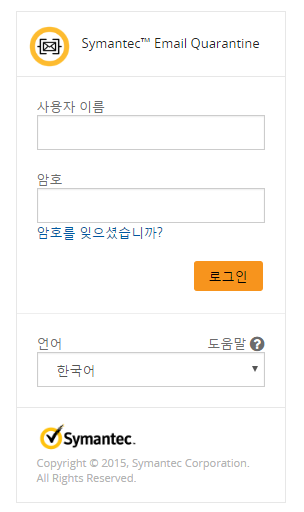 Symantec™ Email Quarantine
사용자 이름
암호
암호를 잊으셨습니까?
로그인
언어 도움말 ?
한국어
Symantec.
Copyright © 2015, Symantec Corporation.
All Rights Reserved.